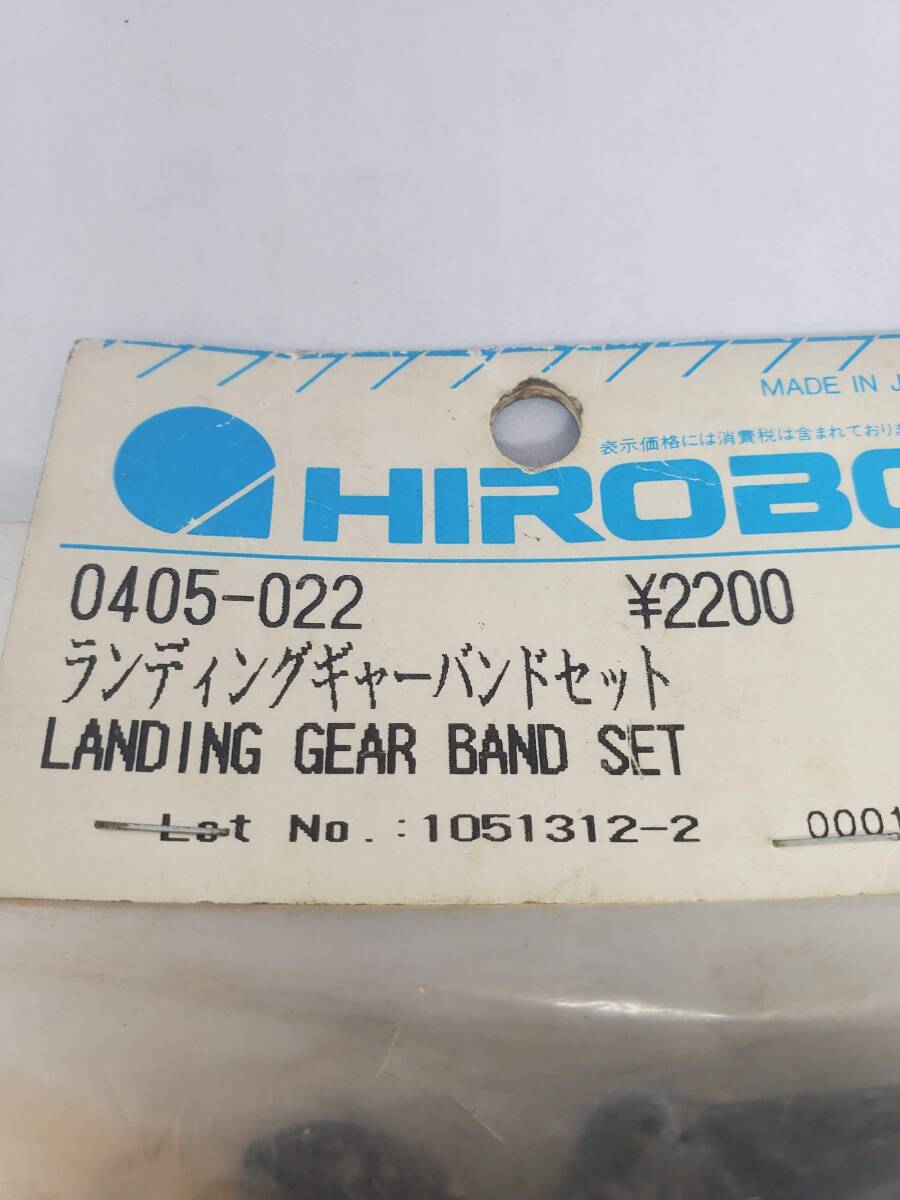 MADE IN J
表示価格には消費税は含まれておりま
HIROBO
0405-022 ¥2200
ランディングギャーバンドセット
LANDING GEAR BAND SET
Lot No.:1051312-2 0001